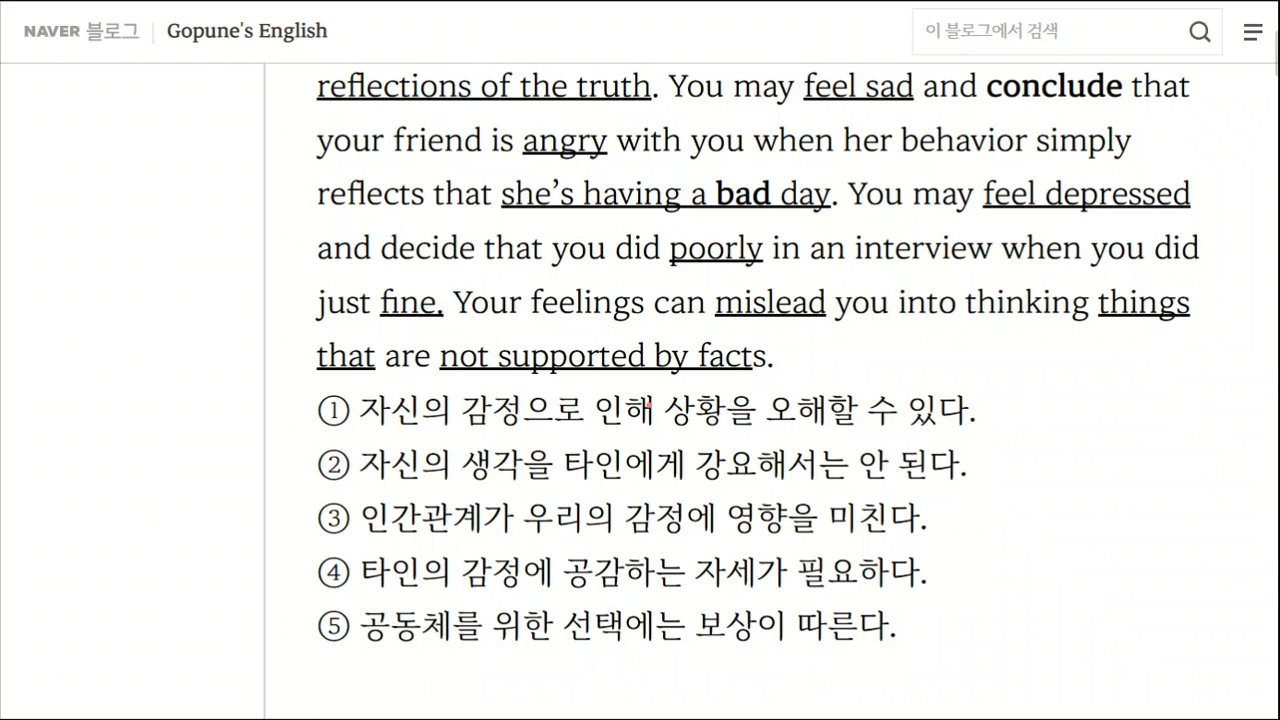 NAVER 블로그 Gopune's English 이 블로그에서 검색
reflections of the truth. You may feel sad and conclude that
your friend is angry with you when her behavior simply
reflects that she’s having a bad day. You may feel depressed
and decide that you did poorly in an interview when you did
just fine. Your feelings can mislead you into thinking things
that are not supported by facts.
① 자신의 감정으로 인해 상황을 오해할 수 있다.
② 자신의 생각을 타인에게 강요해서는 안 된다.
③ 인간관계가 우리의 감정에 영향을 미친다.
④ 타인의 감정에 공감하는 자세가 필요하다.
⑤ 공동체를 위한 선택에는 보상이 따른다.